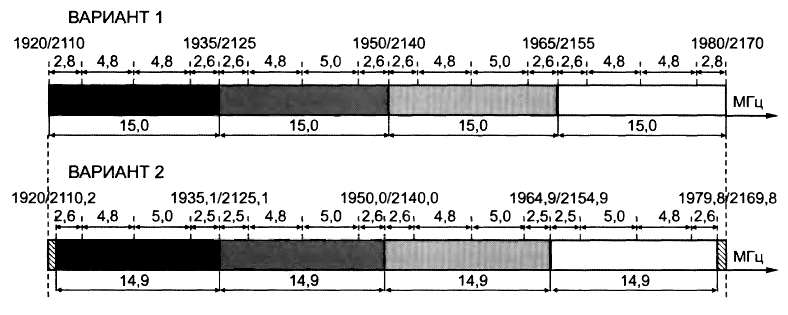 ВАРИАНТ 1
1920/2110 1935/2125 1950/2140 1965/2155 1980/2170
2,8 4,8 4,8 2,6 2,6 4,8 5,0 2,6 2,6 4,8 5,0 2,6 2,6 4,8 4,8 2,8
МГц
15,0 15,0 15,0 15,0
ВАРИАНТ 2
1920/2110,2 1935,1/2125,1 1950,0/2140,0 1964,9/2154,9 1979,8/2169,8
2,6 4,8 5,0 2,5 2,5 4,8 5,0 2,6 2,6 4,8 5,0 2,5 2,5 5,0 4,8 2,6
МГц
14,9 14,9 14,9 14,9